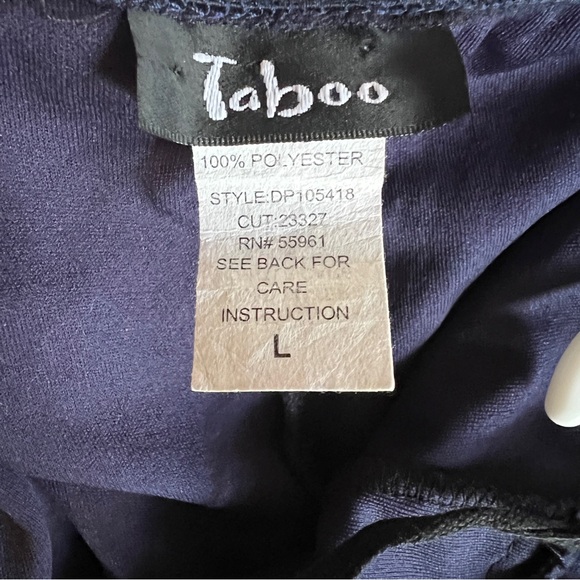 Taboo
100% POLYESTER
STYLE:DP105418
CUT:23327
RN# 55961
SEE BACK FOR
CARE
INSTRUCTION
L